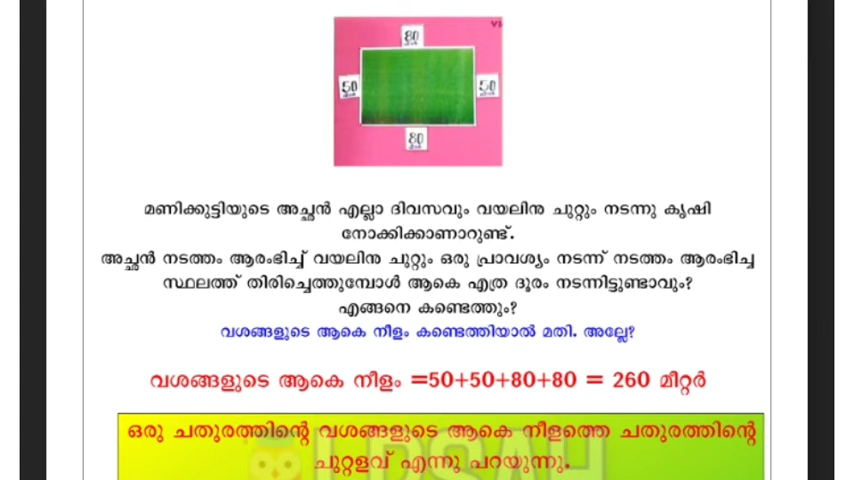 80
50
50
80
മണിക്കുട്ടിയുടെ അച്ഛൻ എല്ലാ ദിവസവും വയലിനു ചുറ്റും നടന്നു കൃഷി
നോക്കിക്കാണാറുണ്ട്.
അച്ഛൻ നടത്തം ആരംഭിച്ച് വയലിനു ചുറ്റും ഒരു പ്രാവശ്യം നടന്ന് നടത്തം ആരംഭിച്ച
സ്ഥലത്ത് തിരിച്ചെത്തുമ്പോൾ ആകെ എത്ര ദൂരം നടന്നിട്ടുണ്ടാവും?
എങ്ങനെ കണ്ടെത്തും?
വശങ്ങളുടെ ആകെ നീളം കണ്ടെത്തിയാൽ മതി. അല്ലേ?
വശങ്ങളുടെ ആകെ നീളം =50+50+80+80 = 260 മീറ്റർ
ഒരു ചതുരത്തിന്റെ വശങ്ങളുടെ ആകെ നീളത്തെ ചതുരത്തിന്റെ
ചുറ്റളവ് എന്നു പറയുന്നു.